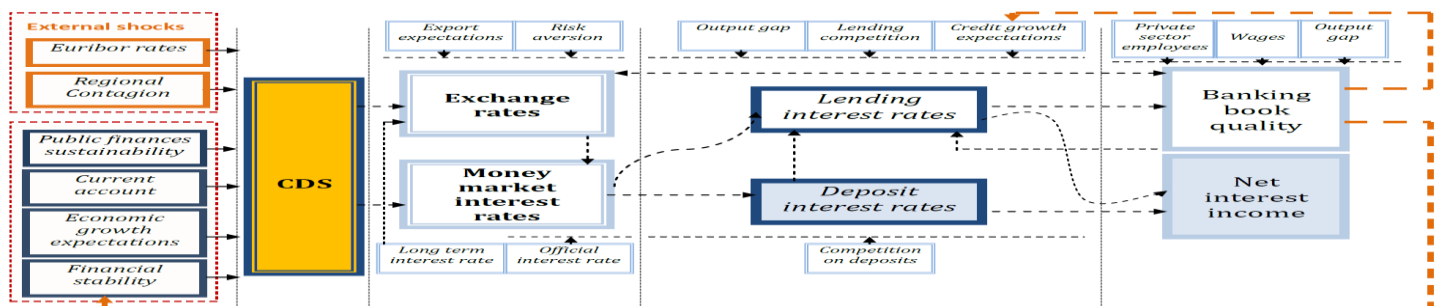 External shocks
Euribor rates
Regional
Contagion
Public finances
sustainability
Current
account
Economic
growth
expectations
Financial
stability
CDS
Export
expectations
Risk
aversion
Exchange
rates
Money
market
interest
rates
Long term
interest rate
Official
interest rate
Output gap
Lending
competition
Credit growth
expectations
Lending
interest rates
Deposit
interest rates
Competition
on deposits
Private
sector
employees
Wages
Output
gap
Banking
book
quality
Net
interest
income